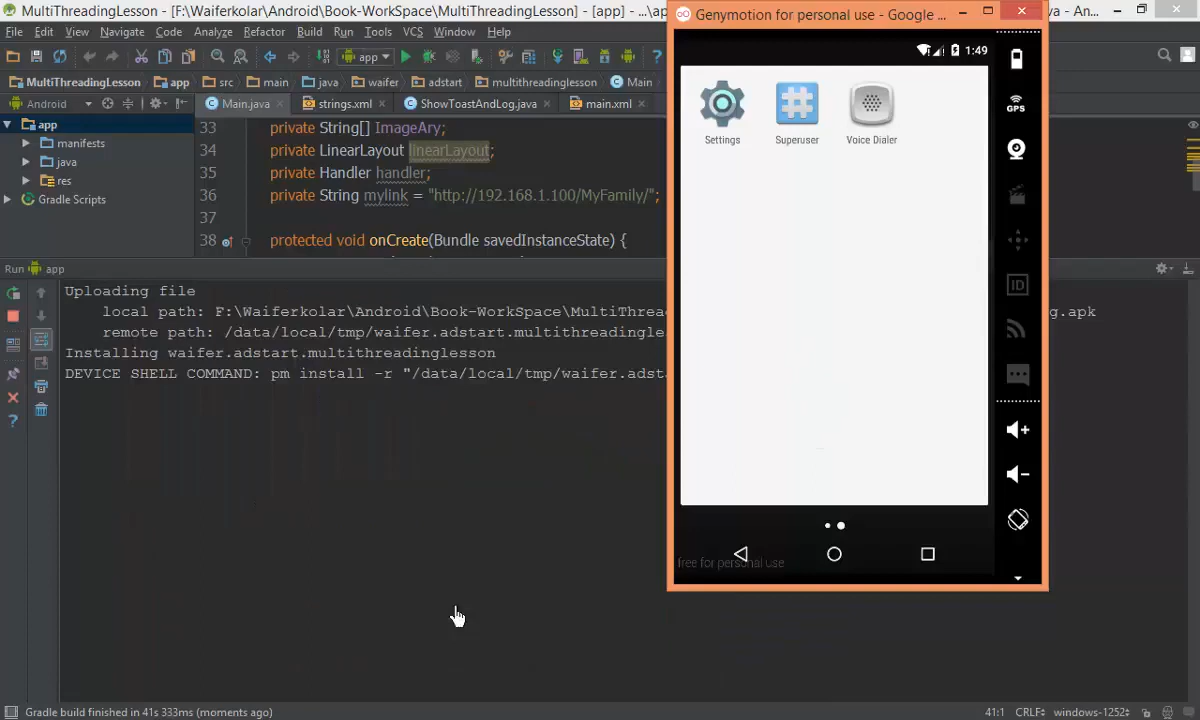 MultiThreadingLesson - [F:\Waiferkolar\Android\Book-WorkSpace\MultiThreadingLesson] - [app] - ...\ap
va - An...
Genymotion for personal use - Google ...
File Edit View Navigate Code Analyze Refactor Build Run Tools VCS Window Help
1:49
app
MultiThreadingLesson app src main java waifer adstart multithreadinglesson Main
Android
Main.java strings.xml ShowToastAndLog.java main.xml
app
manifests
java
res
Gradle Scripts
33 private String[] ImageAry;
34 private LinearLayout linearLayout;
35 private Handler handler;
36 private String mylink = "http://192.168.1.100/MyFamily/";
37
38 protected void onCreate(Bundle savedInstanceState) {
Settings
Superuser
Voice Dialer
GPS
ID
Run app
Uploading file
local path: F:\Waiferkolar\Android\Book-WorkSpace\MultiThrea
g.apk
remote path: /data/local/tmp/waifer.adstart.multithreadingle
Installing waifer.adstart.multithreadinglesson
DEVICE SHELL COMMAND: pm install -r "/data/local/tmp/waifer.adsta
free for personal use
Gradle build finished in 41s 333ms (moments ago)
41:1 CRLF windows-1252